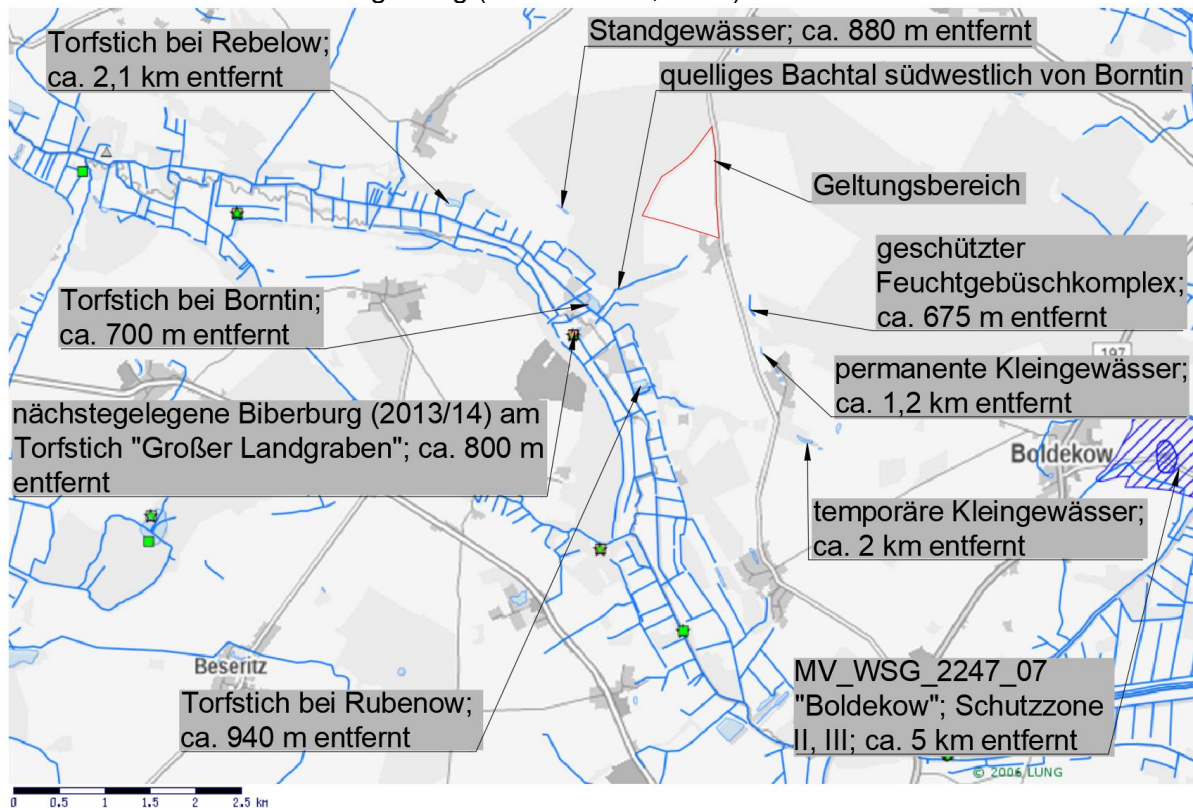 Torfstich bei Rebelow;
ca. 2,1 km entfernt
Standgewässer; ca. 880 m entfernt
quelliges Bachtal südwestlich von Borntin
Geltungsbereich
geschützter
Feuchtgebüschkomplex;
ca. 675 m entfernt
Torfstich bei Borntin;
ca. 700 m entfernt
197
permanente Kleingewässer;
ca. 1,2 km entfernt
nächstegelegene Biberburg (2013/14) am
Torfstich "Großer Landgraben"; ca. 800 m
entfernt
Boldekow
temporäre Kleingewässer;
ca. 2 km entfernt
Beseritz
Torfstich bei Rubenow;
ca. 940 m entfernt
MV_WSG_2247_07
"Boldekow"; Schutzzone
II, III; ca. 5 km entfernt
© 2006 LUNG
0 0.5 1 1.5 2 2.5 km